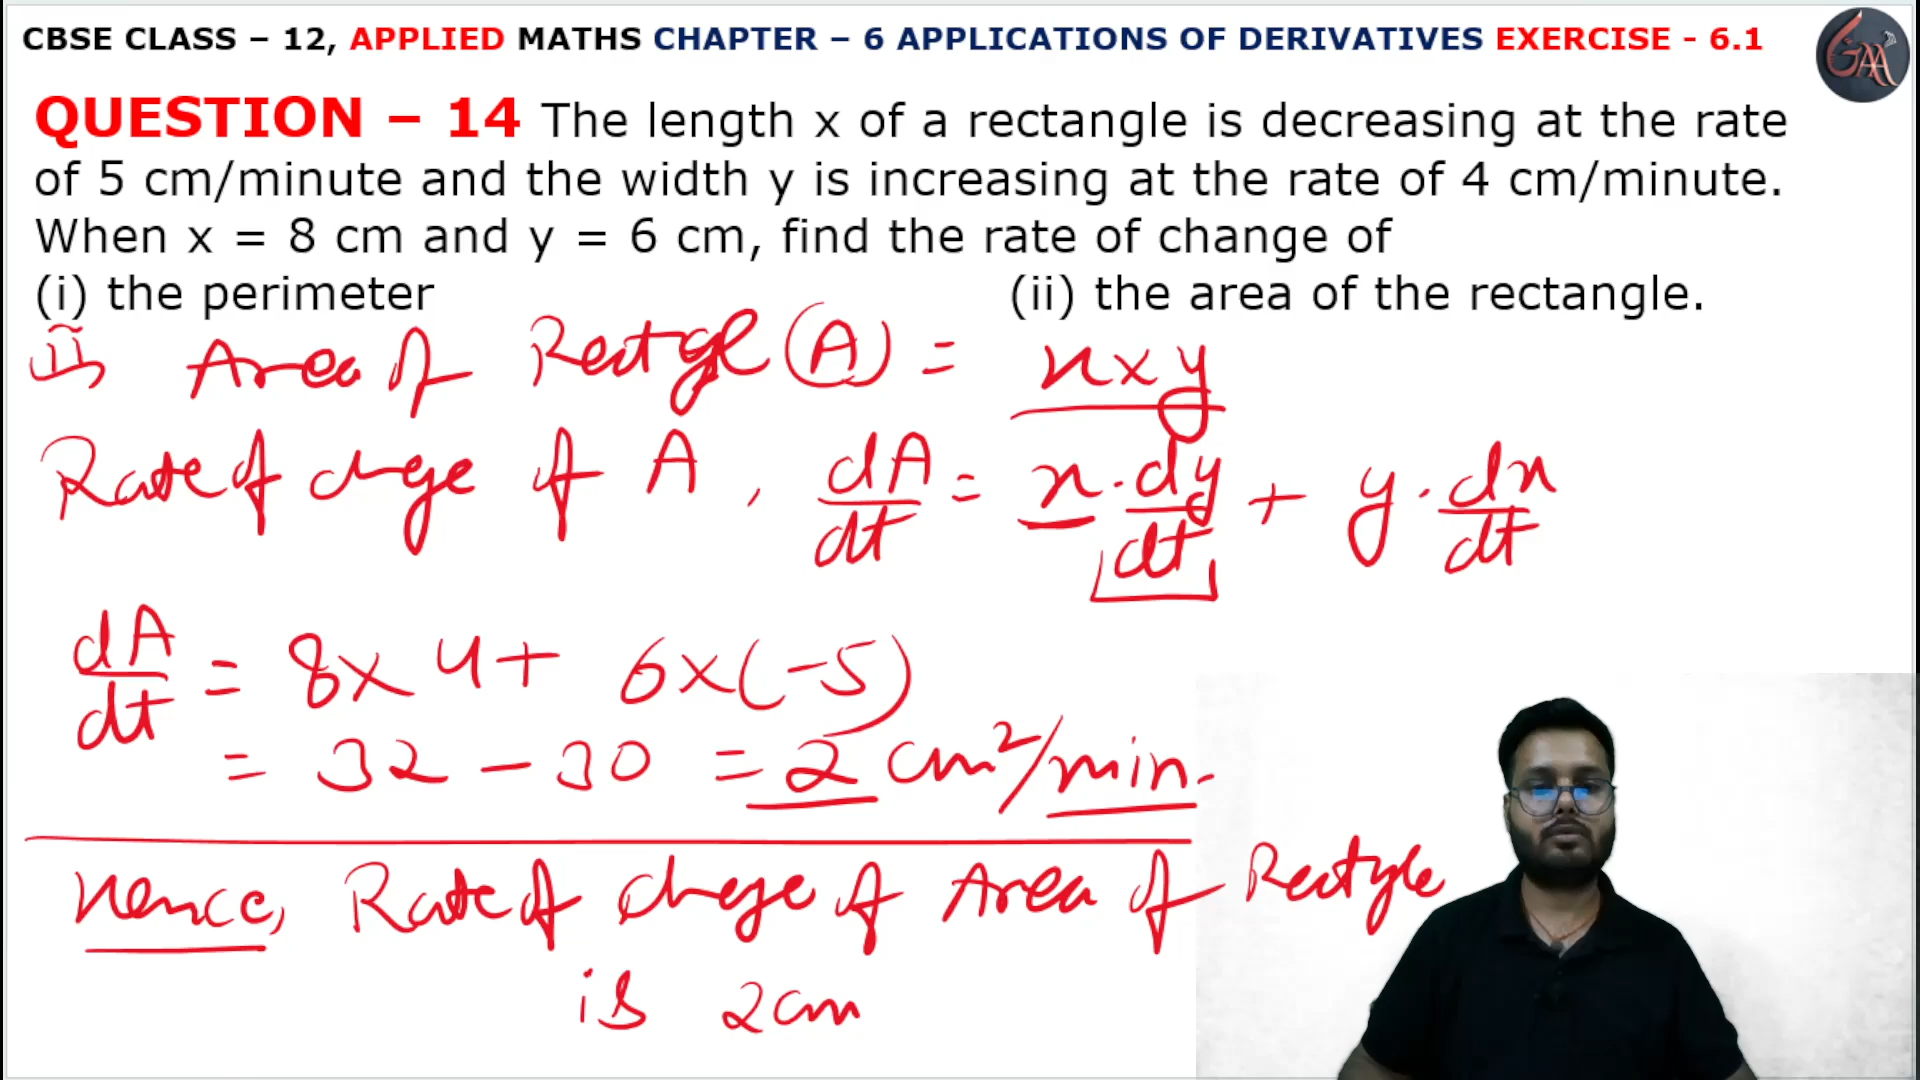 CBSE CLASS – 12, APPLIED MATHS CHAPTER – 6 APPLICATIONS OF DERIVATIVES EXERCISE - 6.1
QUESTION – 14 The length x of a rectangle is decreasing at the rate
of 5 cm/minute and the width y is increasing at the rate of 4 cm/minute.
When x = 8 cm and y = 6 cm, find the rate of change of
(i) the perimeter (ii) the area of the rectangle.
ii) Area of Rectgle (A) = x × y
Rate of chge of A, dA/dt = x · dy/dt + y · dx/dt
dA/dt = 8 × 4 + 6 × (-5)
= 32 - 30 = 2 cm²/min.
Hence, Rate of chnge of Area of Rectgle
is 2cm